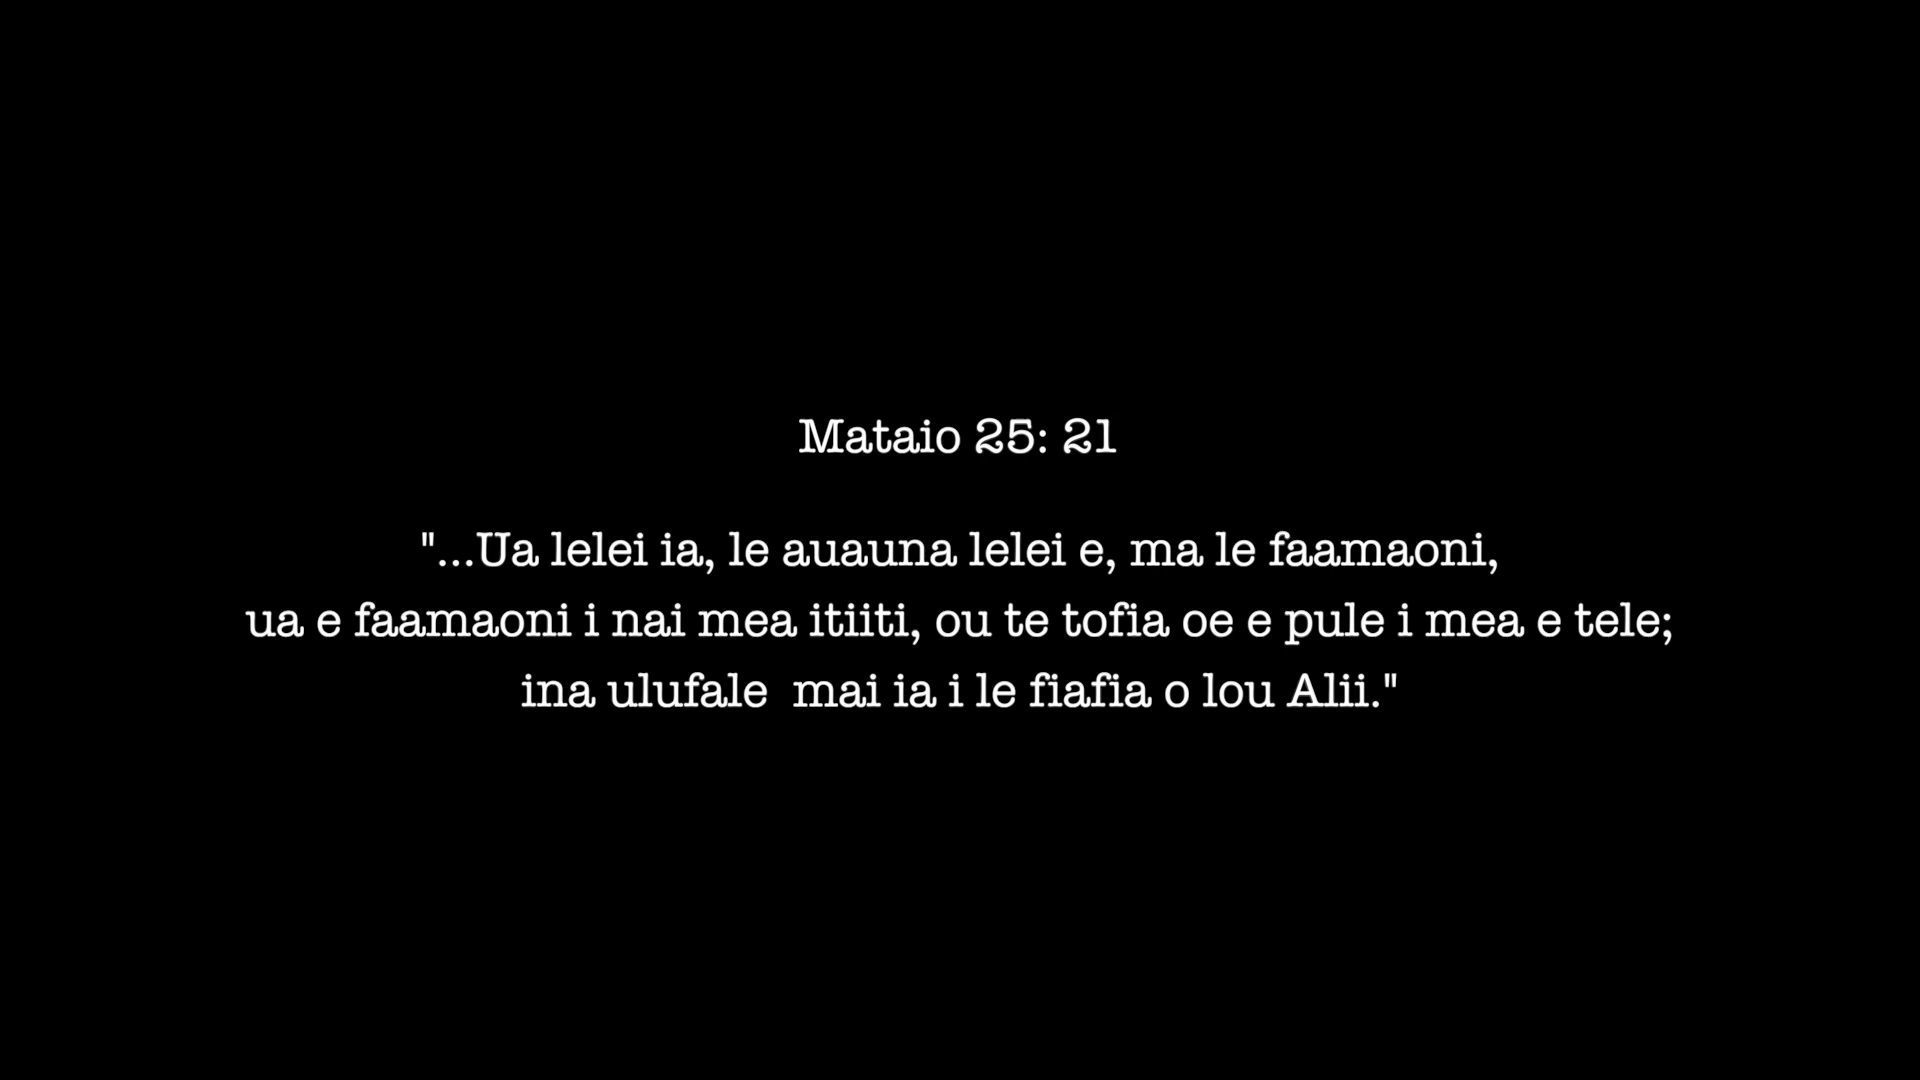 Mataio 25: 21
"...Ua lelei ia, le auauna lelei e, ma le faamaoni,
ua e faamaoni i nai mea itiiti, ou te tofia oe e pule i mea e tele;
ina ulufale  mai ia i le fiafia o lou Alii."